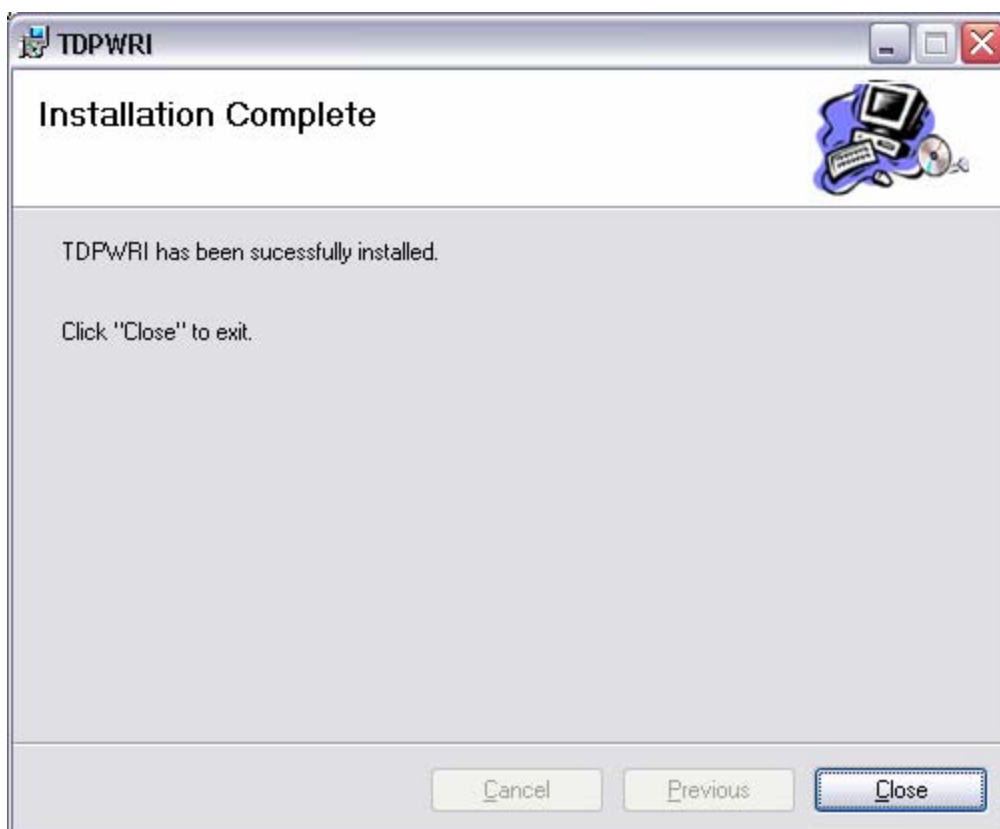 TDPWRI
Installation Complete
TDPWRI has been sucessfully installed.
Click "Close" to exit.
Cancel Previous Close